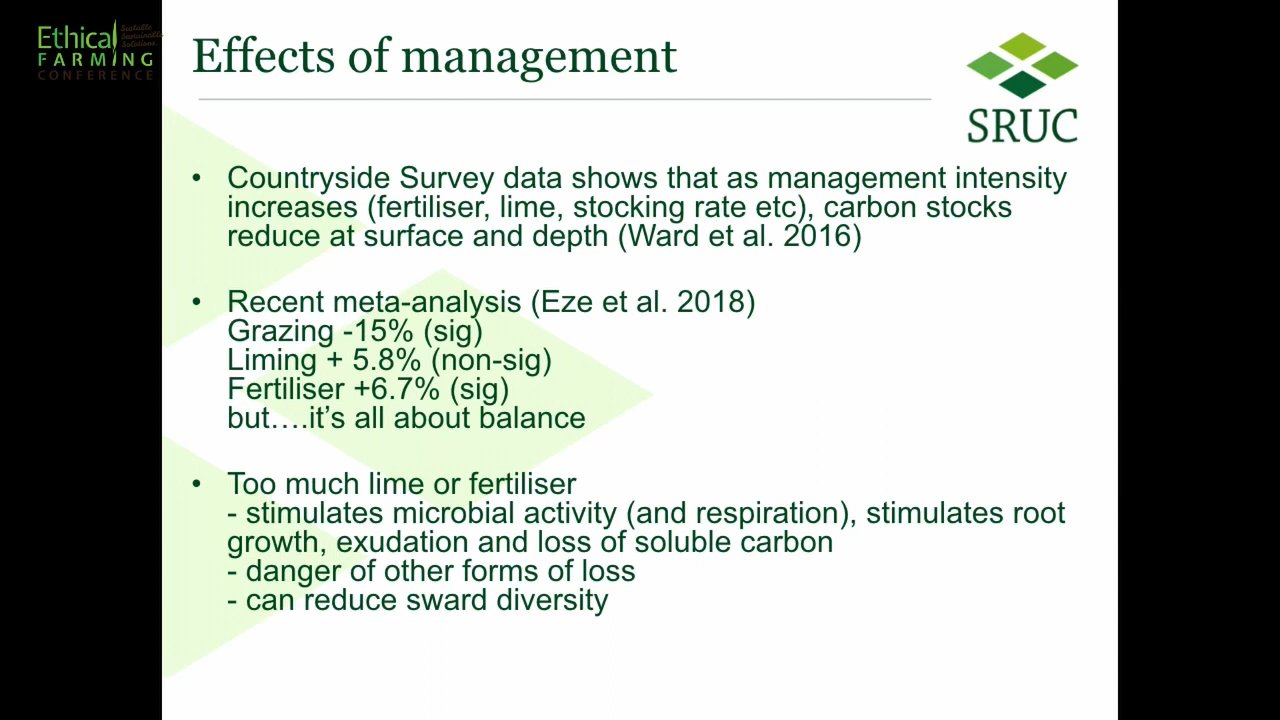 Ethical
Scalable
Sustainable
Solutions.
FARMING
CONFERENCE
Effects of management
SRUC
• Countryside Survey data shows that as management intensity
increases (fertiliser, lime, stocking rate etc), carbon stocks
reduce at surface and depth (Ward et al. 2016)
• Recent meta-analysis (Eze et al. 2018)
Grazing -15% (sig)
Liming + 5.8% (non-sig)
Fertiliser +6.7% (sig)
but….it’s all about balance
• Too much lime or fertiliser
- stimulates microbial activity (and respiration), stimulates root
growth, exudation and loss of soluble carbon
- danger of other forms of loss
- can reduce sward diversity